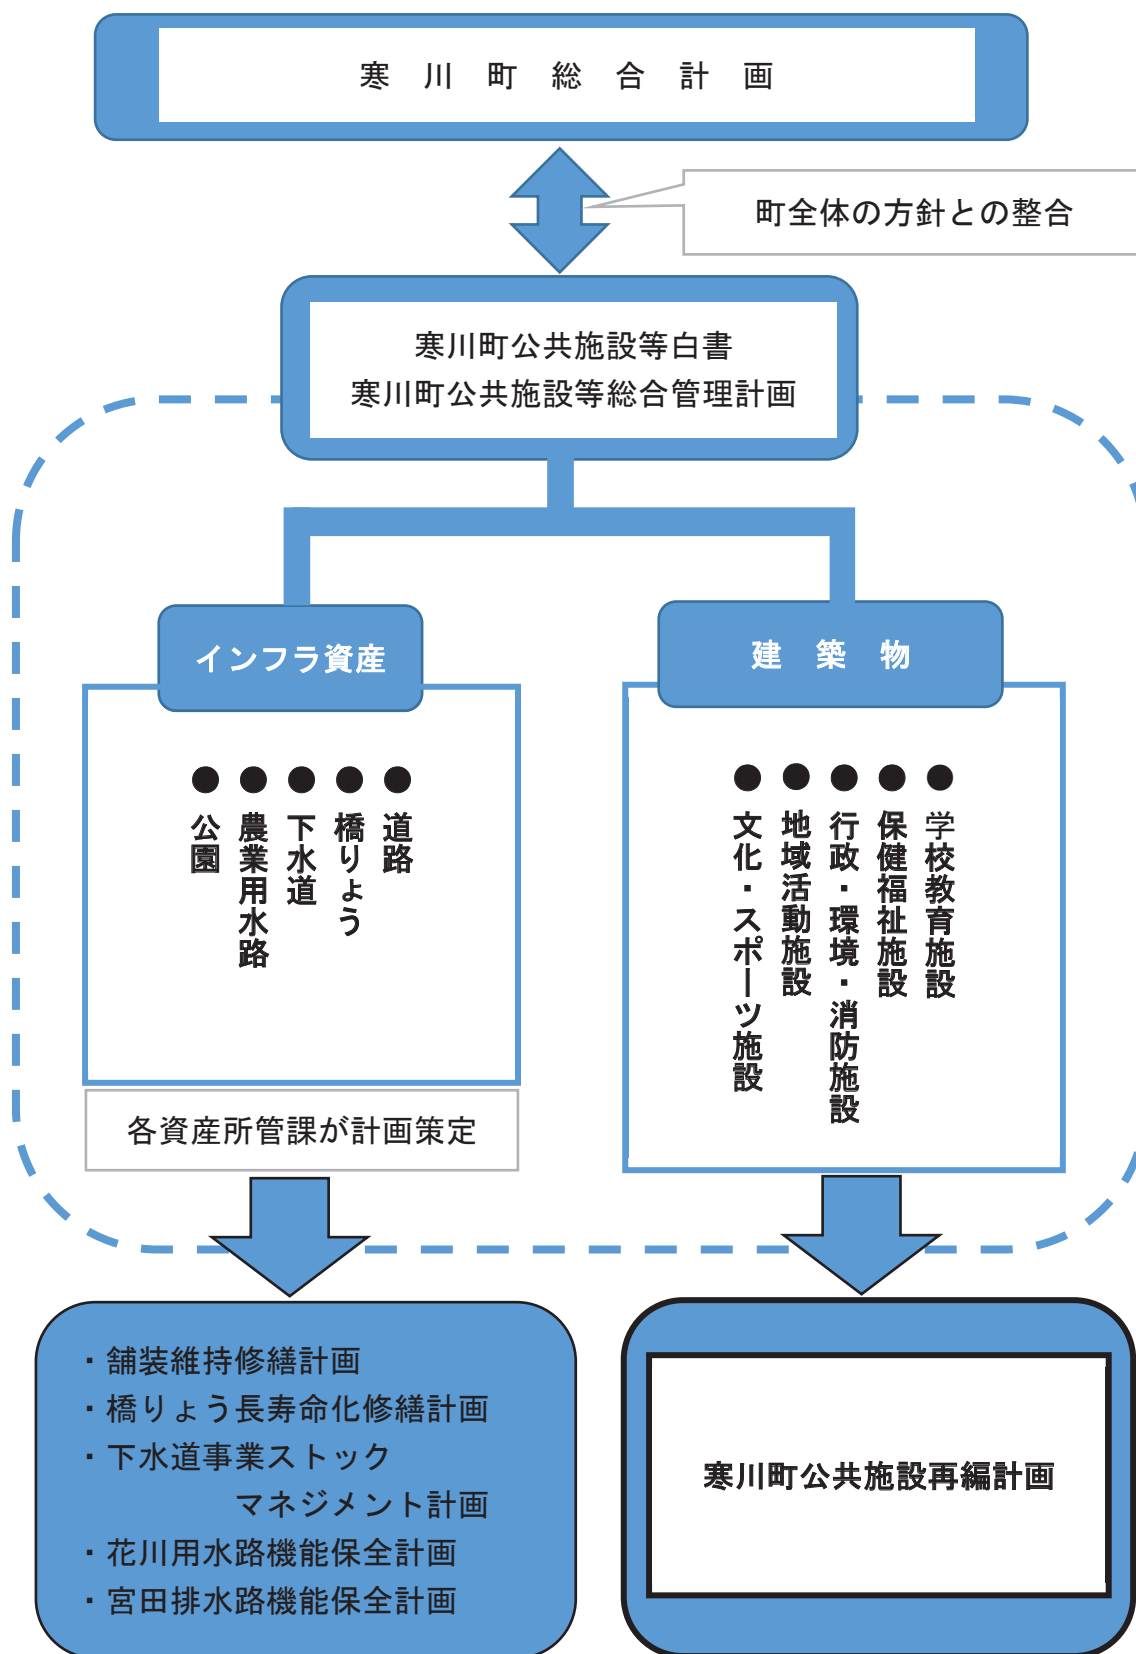 寒川町総合計画
町全体の方針との整合
寒川町公共施設等白書
寒川町公共施設等総合管理計画
インフラ資産
●道路
●橋りょう
●下水道
●農業用水路
●公園
各資産所管課が計画策定
建築物
●学校教育施設
●保健福祉施設
●行政・環境・消防施設
●地域活動施設
●文化・スポーツ施設
・舗装維持修繕計画
・橋りょう長寿命化修繕計画
・下水道事業ストック
マネジメント計画
・花川用水路機能保全計画
・宮田排水路機能保全計画
寒川町公共施設再編計画